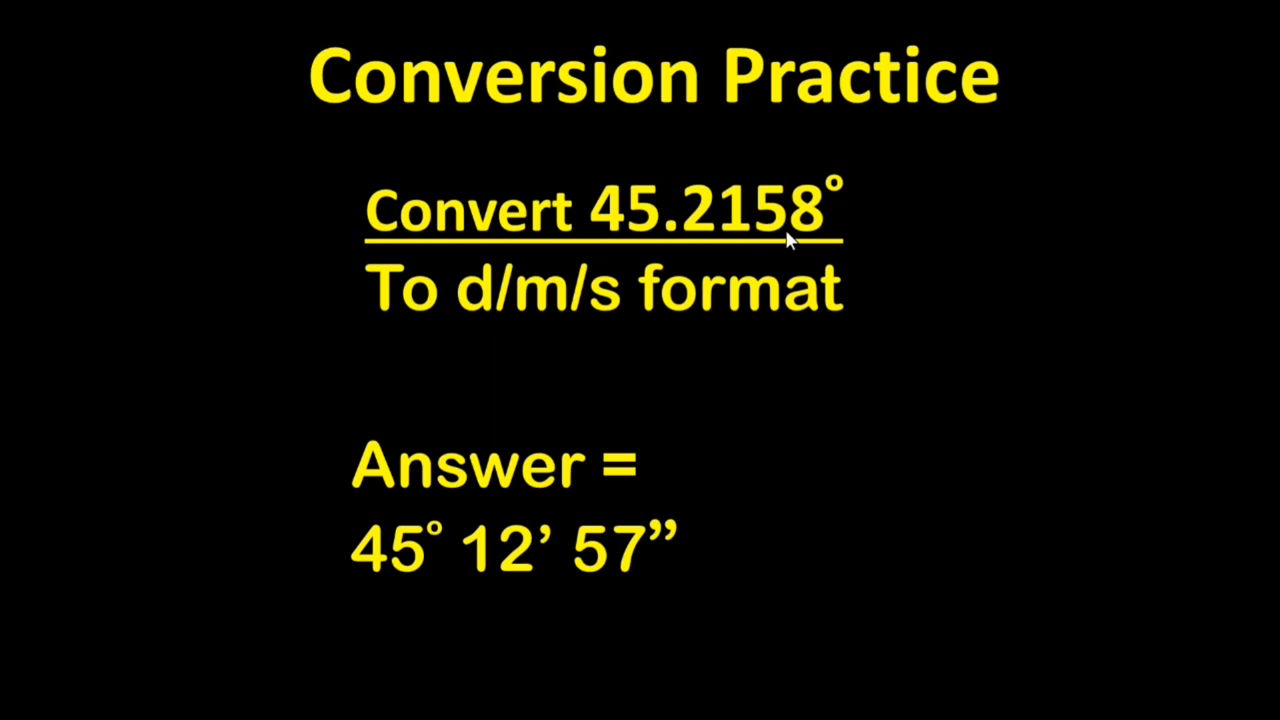 Conversion Practice
Convert 45.2158°
To d/m/s format
Answer =
45° 12’ 57”